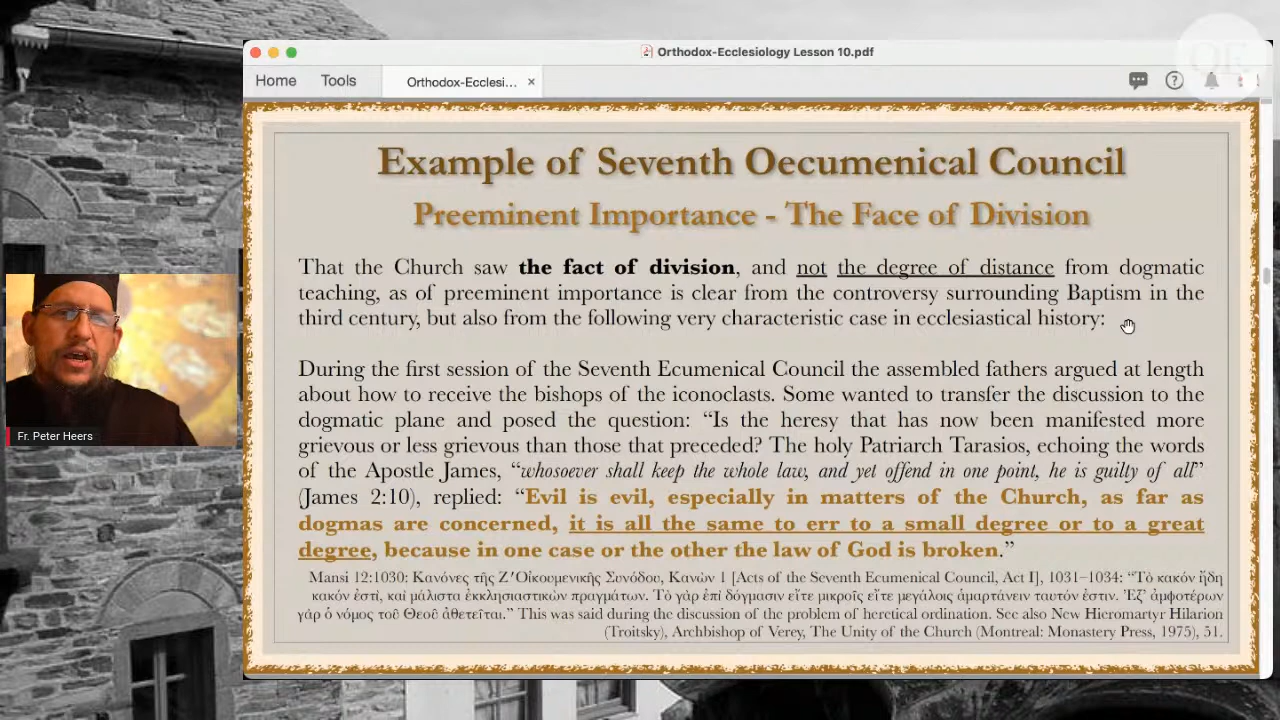 Orthodox-Ecclesiology Lesson 10.pdf
Home Tools Orthodox-Ecclesi... ×
OE
Example of Seventh Oecumenical Council
Preeminent Importance - The Face of Division
That the Church saw the fact of division, and not the degree of distance from dogmatic
teaching, as of preeminent importance is clear from the controversy surrounding Baptism in the
third century, but also from the following very characteristic case in ecclesiastical history:
During the first session of the Seventh Ecumenical Council the assembled fathers argued at length
about how to receive the bishops of the iconoclasts. Some wanted to transfer the discussion to the
dogmatic plane and posed the question: “Is the heresy that has now been manifested more
grievous or less grievous than those that preceded? The holy Patriarch Tarasios, echoing the words
of the Apostle James, “whosoever shall keep the whole law, and yet offend in one point, he is guilty of all”
(James 2:10), replied: “Evil is evil, especially in matters of the Church, as far as
dogmas are concerned, it is all the same to err to a small degree or to a great
degree, because in one case or the other the law of God is broken.”
Mansi 12:1030: Κανόνες τῆς Ζ′Οἰκουμενικῆς Συνόδου, Κανὼν 1 [Acts of the Seventh Ecumenical Council, Act I], 1031–1034: “Τὸ κακόν ἤδη
κακόν ἐστί, καί μάλιστα ἐκκλησιαστικῶν πραγμάτων. Τὸ γὰρ ἐπί δόγμασιν εἴτε μικροῖς εἴτε μεγάλοις ἁμαρτάνειν ταυτόν ἐστιν. Ἐξ’ ἀμφοτέρων
γάρ ὁ νόμος τοῦ Θεοῦ ἀθετεῖται.” This was said during the discussion of the problem of heretical ordination. See also New Hieromartyr Hilarion
(Troitsky), Archbishop of Verey, The Unity of the Church (Montreal: Monastery Press, 1975), 51.
Fr. Peter Heers